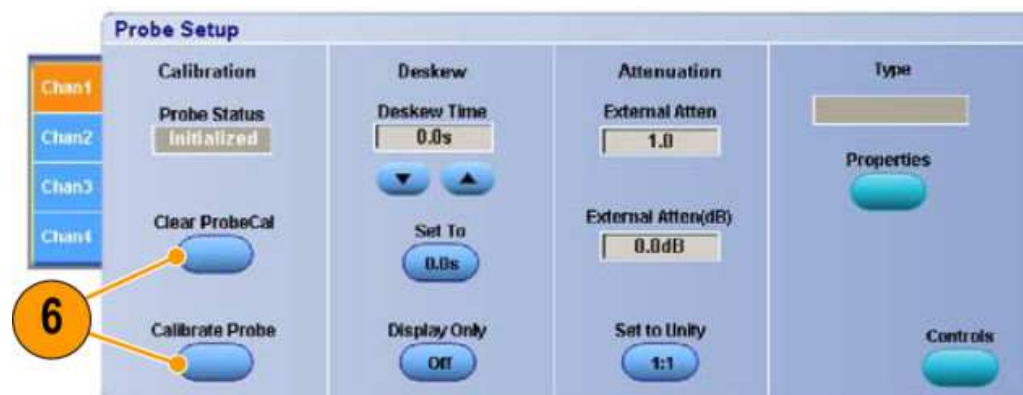 Probe Setup
Chan1
Chan2
Chan3
Chan4
Calibration
Probe Status
Initialized
Clear ProbeCal
Calibrate Probe
6
Deskew
Deskew Time
0.0s
Set To
0.0s
Display Only
Off
Attenuation
External Atten
1.0
External Atten(dB)
0.0dB
Set to Unity
1:1
Type
Properties
Controls